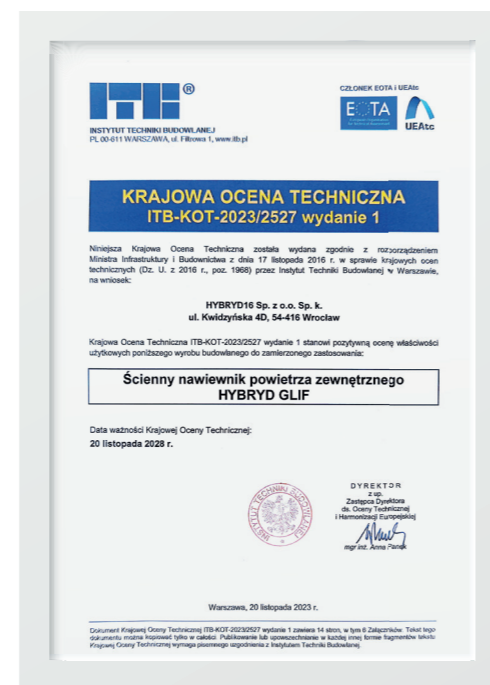 ITB®
CZŁONEK EOTA i UEAtc
EOTA
UEAtc
INSTYTUT TECHNIKI BUDOWLANEJ
PL 00-611 WARSZAWA, ul. Filtrowa 1, www.itb.pl
KRAJOWA OCENA TECHNICZNA
ITB-KOT-2023/2527 wydanie 1
Niniejsza Krajowa Ocena Techniczna została wydana zgodnie z rozporządzeniem
Ministra Infrastruktury i Budownictwa z dnia 17 listopada 2016 r. w sprawie krajowych ocen
technicznych (Dz. U. z 2016 r., poz. 1968) przez Instytut Techniki Budowlanej w Warszawie,
na wniosek:
HYBRYD16 Sp. z o.o. Sp. k.
ul. Kwidzyńska 4D, 54-416 Wrocław
Krajowa Ocena Techniczna ITB-KOT-2023/2527 wydanie 1 stanowi pozytywną ocenę właściwości
użytkowych poniższego wyrobu budowlanego do zamierzonego zastosowania:
Ścienny nawiewnik powietrza zewnętrznego
HYBRYD GLIF
Data ważności Krajowej Oceny Technicznej:
20 listopada 2028 r.
INSTYTUT TECHNIKI BUDOWLANEJ
DYREKTOR
z up.
Zastępca Dyrektora
ds. Oceny Technicznej
i Harmonizacji Europejskiej
mgr inż. Anna Panek
Warszawa, 20 listopada 2023 r.
Dokument Krajowej Oceny Technicznej ITB-KOT-2023/2527 wydanie 1 zawiera 14 stron, w tym 6 Załączników. Tekst tego
dokumentu można kopiować tylko w całości. Publikowanie lub upowszechnianie w każdej innej formie fragmentów tekstu
Krajowej Oceny Technicznej wymaga pisemnego uzgodnienia z Instytutem Techniki Budowlanej.